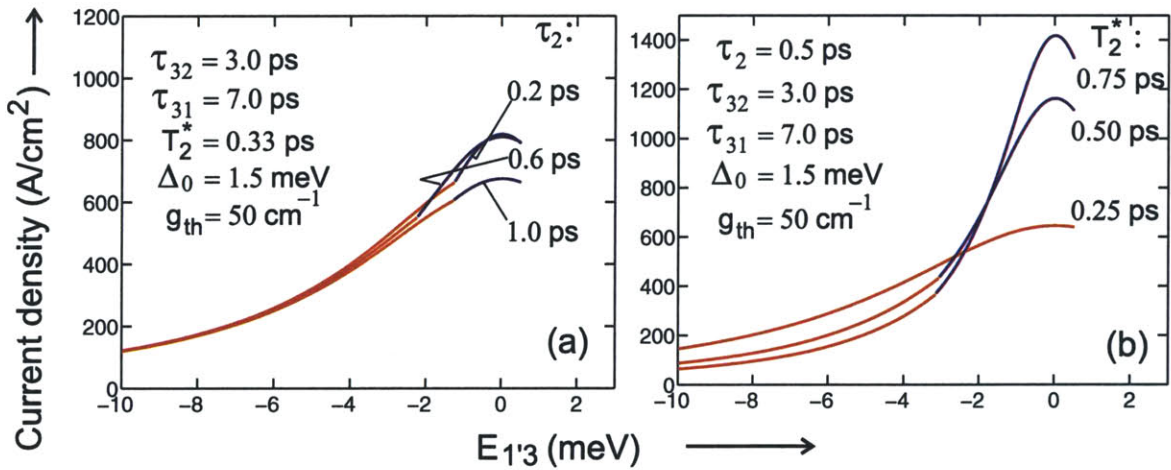 Current density (A/cm²)
1200
1000
800
600
400
200
0
τ₃₂ = 3.0 ps
τ₃₁ = 7.0 ps
T₂* = 0.33 ps
Δ₀ = 1.5 meV
g_th = 50 cm⁻¹
τ₂:
0.2 ps
0.6 ps
1.0 ps
(a)
−10 −8 −6 −4 −2 0 2
1400
1200
1000
800
600
400
200
0
τ₂ = 0.5 ps
τ₃₂ = 3.0 ps
τ₃₁ = 7.0 ps
Δ₀ = 1.5 meV
g_th = 50 cm⁻¹
T₂* :
0.75 ps
0.50 ps
0.25 ps
(b)
−10 −8 −6 −4 −2 0 2
E₁'₃ (meV)